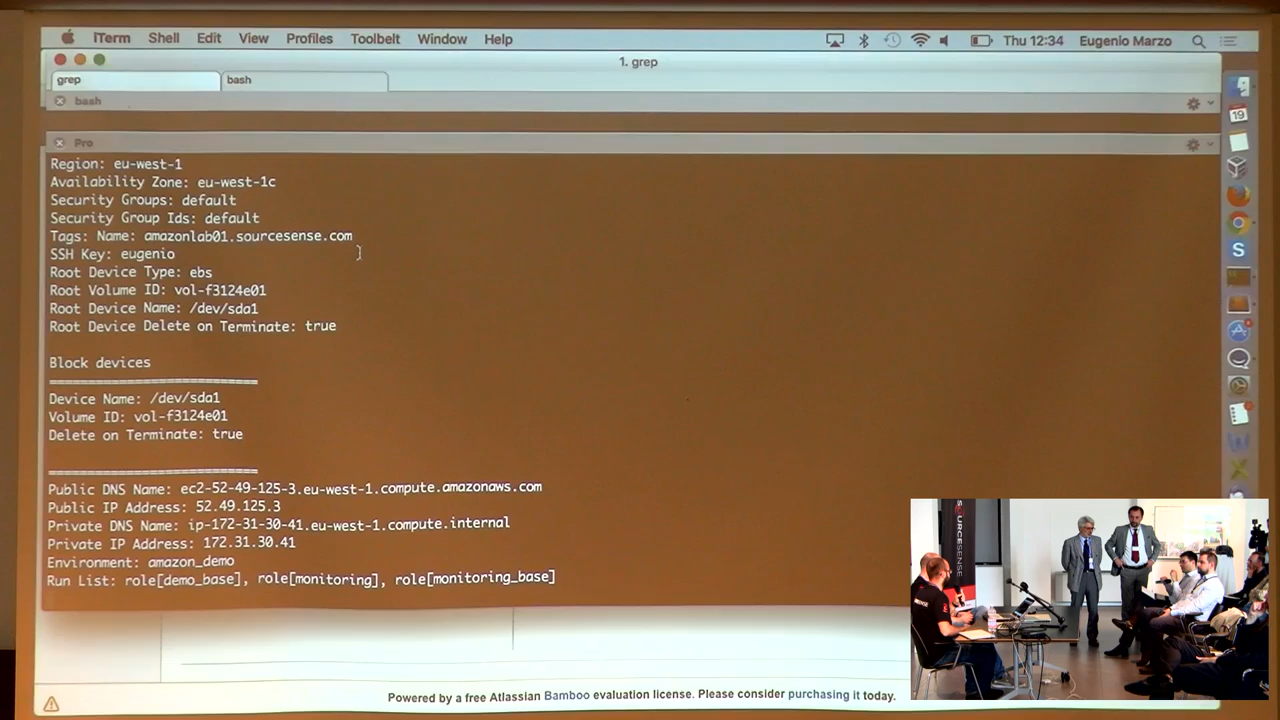 iTerm Shell Edit View Profiles Toolbelt Window Help Thu 12:34 Eugenio Marzo
1. grep
grep bash
bash
Pro
19
Region: eu-west-1
Availability Zone: eu-west-1c
Security Groups: default
Security Group Ids: default
Tags: Name: amazonlab01.sourcesense.com
SSH Key: eugenio
Root Device Type: ebs
Root Volume ID: vol-f3124e01
Root Device Name: /dev/sda1
Root Device Delete on Terminate: true
Block devices
===========================
Device Name: /dev/sda1
Volume ID: vol-f3124e01
Delete on Terminate: true
===========================
Public DNS Name: ec2-52-49-125-3.eu-west-1.compute.amazonaws.com
Public IP Address: 52.49.125.3
Private DNS Name: ip-172-31-30-41.eu-west-1.compute.internal
Private IP Address: 172.31.30.41
Environment: amazon_demo
Run List: role[demo_base], role[monitoring], role[monitoring_base]
SOURCESENSE
Powered by a free Atlassian Bamboo evaluation license. Please consider purchasing it today.